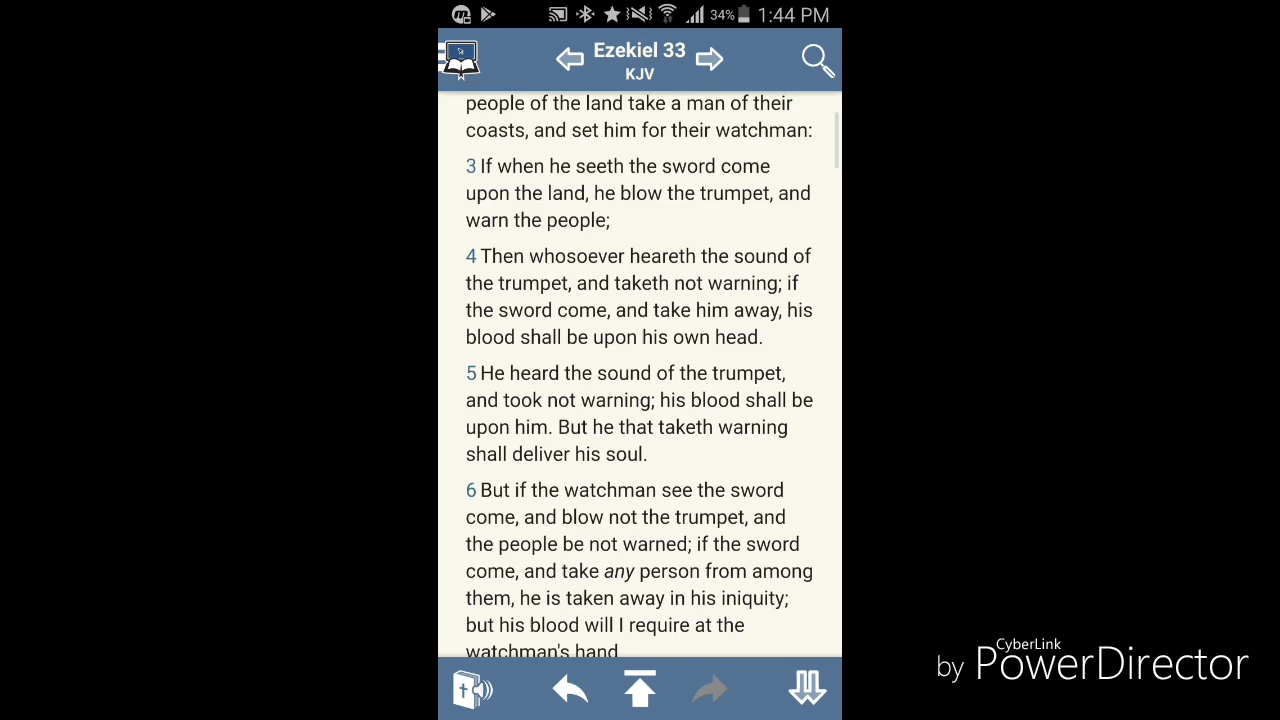 34% 1:44 PM
Ezekiel 33
KJV
people of the land take a man of their
coasts, and set him for their watchman:
3 If when he seeth the sword come
upon the land, he blow the trumpet, and
warn the people;
4 Then whosoever heareth the sound of
the trumpet, and taketh not warning; if
the sword come, and take him away, his
blood shall be upon his own head.
5 He heard the sound of the trumpet,
and took not warning; his blood shall be
upon him. But he that taketh warning
shall deliver his soul.
6 But if the watchman see the sword
come, and blow not the trumpet, and
the people be not warned; if the sword
come, and take any person from among
them, he is taken away in his iniquity;
but his blood will I require at the
watchman's hand
CyberLink
by PowerDirector